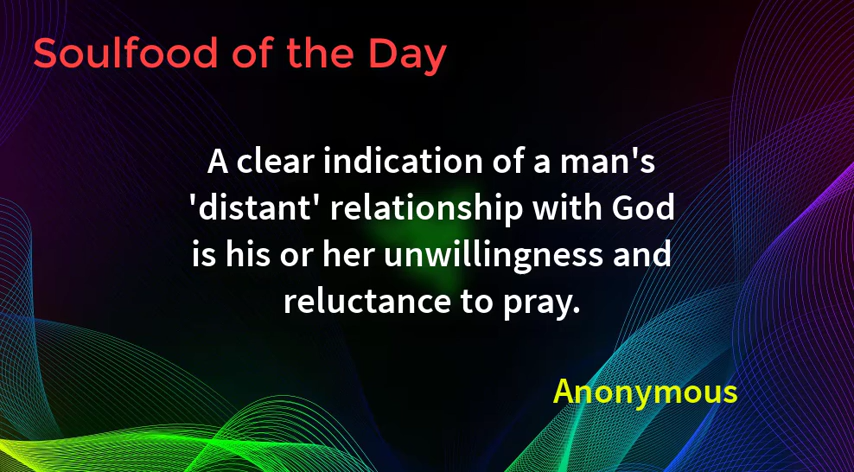 Soulfood of the Day
A clear indication of a man's
'distant' relationship with God
is his or her unwillingness and
reluctance to pray.
Anonymous